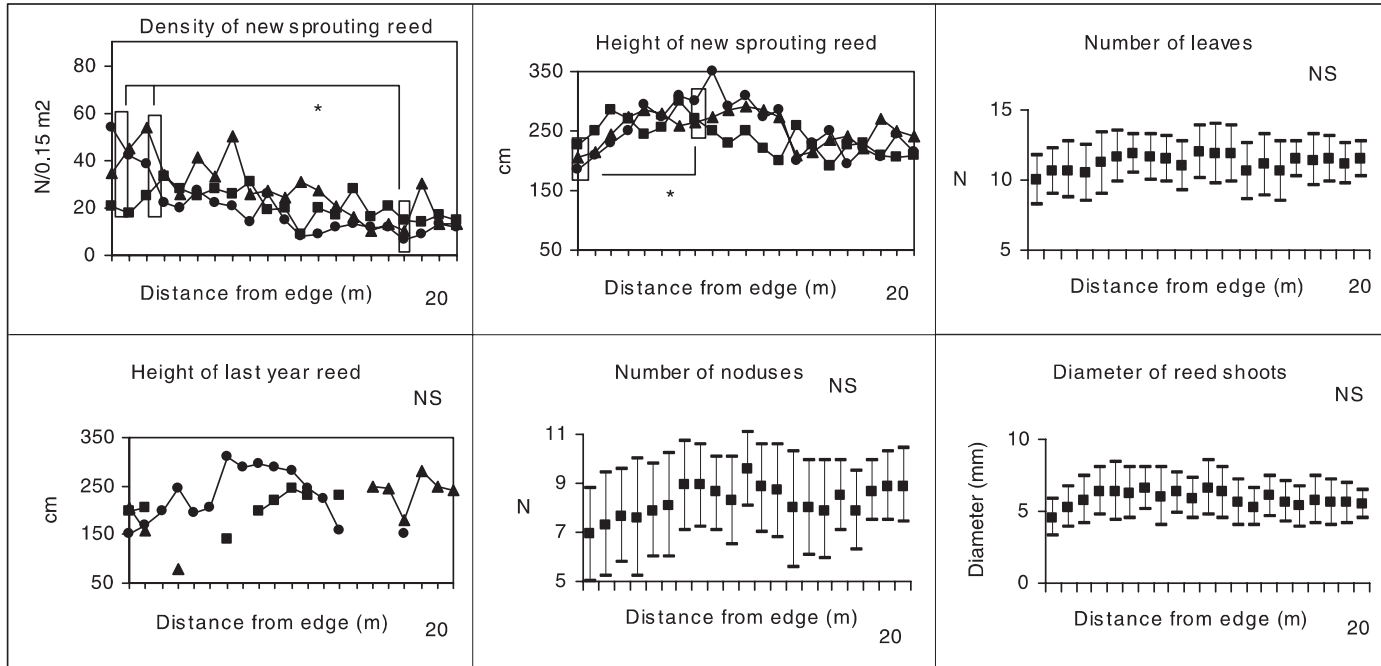 Density of new sprouting reed
80
60
40
20
0
N/0.15 m2
*
Distance from edge (m)
20
Height of new sprouting reed
350
250
150
50
cm
*
Distance from edge (m)
20
Number of leaves
NS
15
10
5
N
Distance from edge (m)
20
Height of last year reed
NS
350
250
150
50
cm
Distance from edge (m)
20
Number of noduses
NS
11
9
7
5
N
Distance from edge (m)
20
Diameter of reed shoots
NS
10
5
0
Diameter (mm)
Distance from edge (m)
20